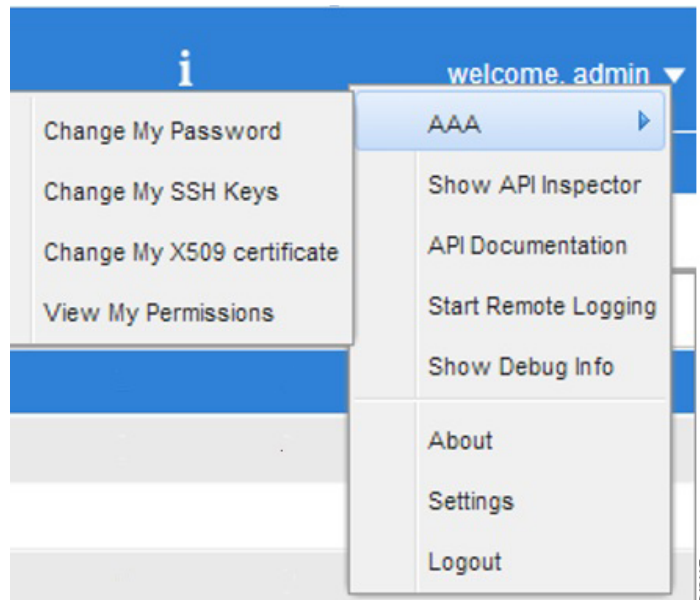 i
welcome, admin
AAA
Show API Inspector
API Documentation
Start Remote Logging
Show Debug Info
About
Settings
Logout
Change My Password
Change My SSH Keys
Change My X509 certificate
View My Permissions